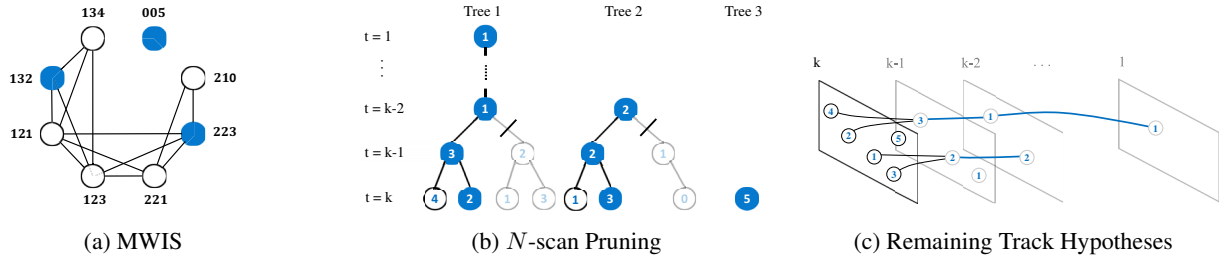 134 005
132
210
121
223
123 221
(a) MWIS
Tree 1 Tree 2 Tree 3
t = 1 1
⋮
t = k-2 1 2
t = k-1 3 2 2 1
t = k 4 2 1 3 1 3 0 5
(b) N-scan Pruning
k k-1 k-2 . . . 1
4 3 1 1
2 5
1 2 2
3 1
(c) Remaining Track Hypotheses